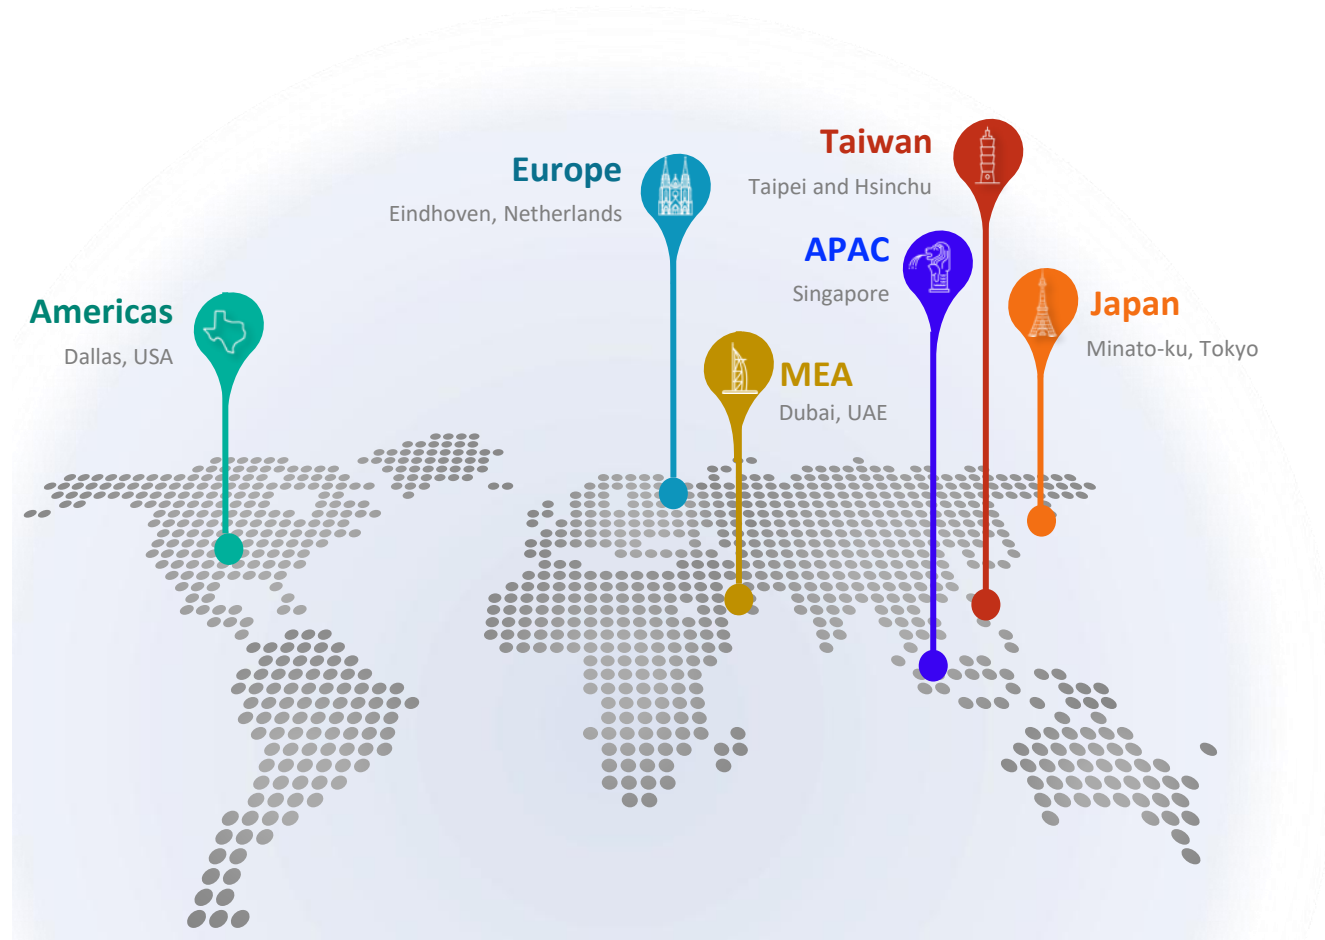 Americas
Dallas, USA
Europe
Eindhoven, Netherlands
MEA
Dubai, UAE
Taiwan
Taipei and Hsinchu
APAC
Singapore
Japan
Minato-ku, Tokyo